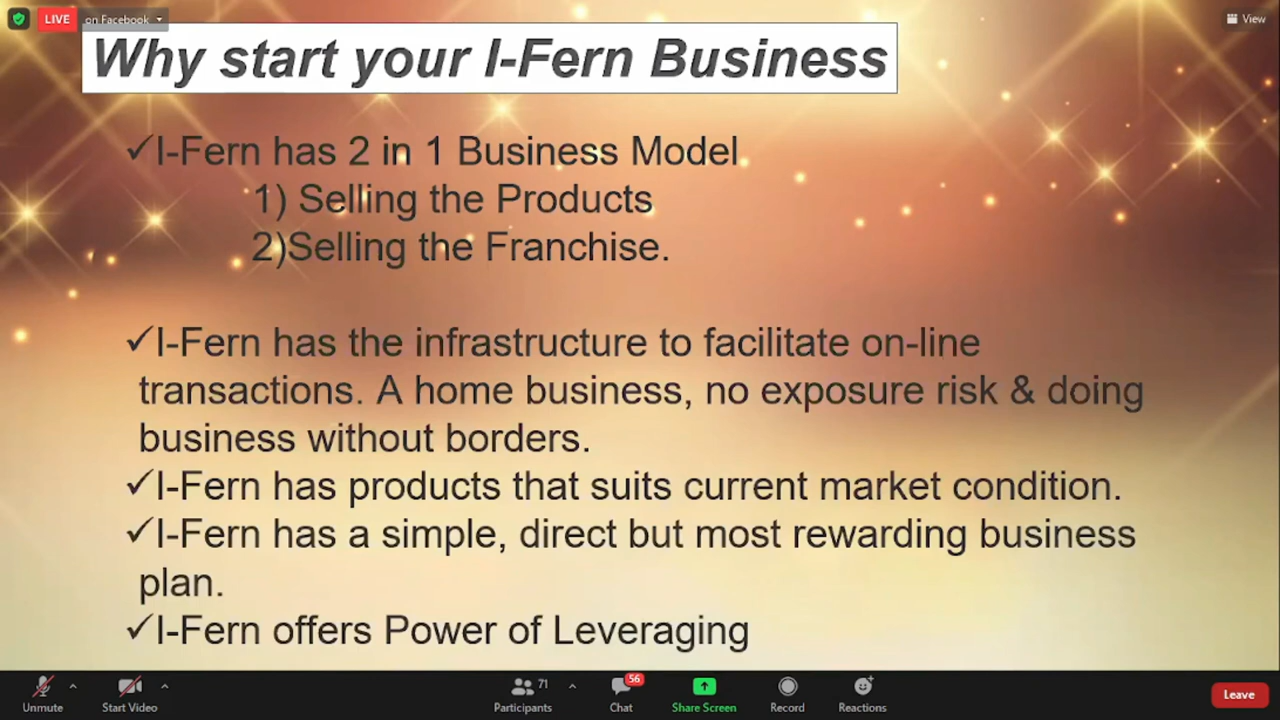 LIVE on Facebook
View
Why start your I-Fern Business
✓I-Fern has 2 in 1 Business Model
1) Selling the Products
2)Selling the Franchise.
✓I-Fern has the infrastructure to facilitate on-line
transactions. A home business, no exposure risk & doing
business without borders.
✓I-Fern has products that suits current market condition.
✓I-Fern has a simple, direct but most rewarding business
plan.
✓I-Fern offers Power of Leveraging
71
56
Unmute
Start Video
Participants
Chat
Share Screen
Record
Reactions
Leave